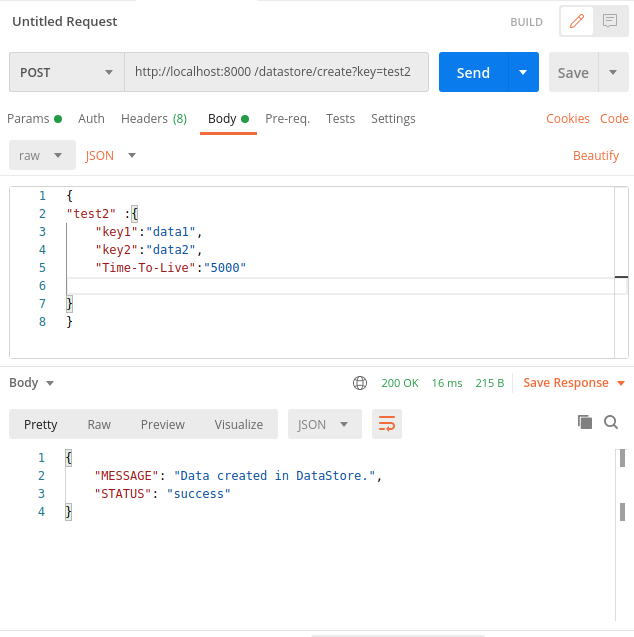 Untitled Request BUILD
POST http://localhost:8000 /datastore/create?key=test2 Send Save
Params Auth Headers (8) Body Pre-req. Tests Settings Cookies Code
raw JSON Beautify
1 {
2 "test2" :{
3 "key1":"data1",
4 "key2":"data2",
5 "Time-To-Live":"5000"
6
7 }
8 }
Body 200 OK 16 ms 215 B Save Response
Pretty Raw Preview Visualize JSON
1 {
2 "MESSAGE": "Data created in DataStore.",
3 "STATUS": "success"
4 }